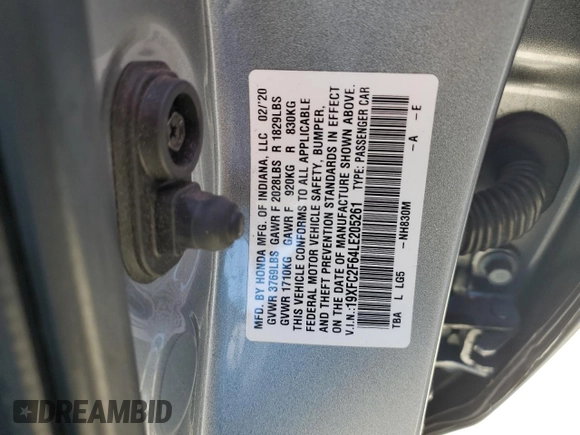 MFD. BY HONDA MFG. OF INDIANA, LLC 02/'20
GVWR 3769LBS GAWR F 2028LBS R 1829LBS
GVWR 1710KG GAWR F 920KG R 830KG
THIS VEHICLE CONFORMS TO ALL APPLICABLE
FEDERAL MOTOR VEHICLE SAFETY, BUMPER,
AND THEFT PREVENTION STANDARDS IN EFFECT
ON THE DATE OF MANUFACTURE SHOWN ABOVE.
V.I.N.: 19XFC2F64LE205261 TYPE: PASSENGER CAR
TBA L LG5 -NH830M -A -E
DREAMBID